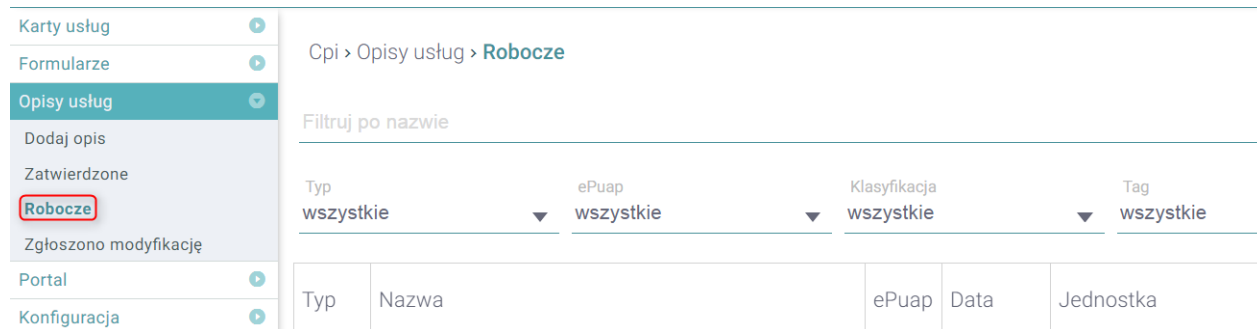 Karty usług
Formularze
Opisy usług
Dodaj opis
Zatwierdzone
Robocze
Zgłoszono modyfikację
Portal
Konfiguracja
Cpi › Opisy usług › Robocze
Filtruj po nazwie
Typ ePuap Klasyfikacja Tag
wszystkie wszystkie wszystkie wszystkie
Typ Nazwa ePuap Data Jednostka